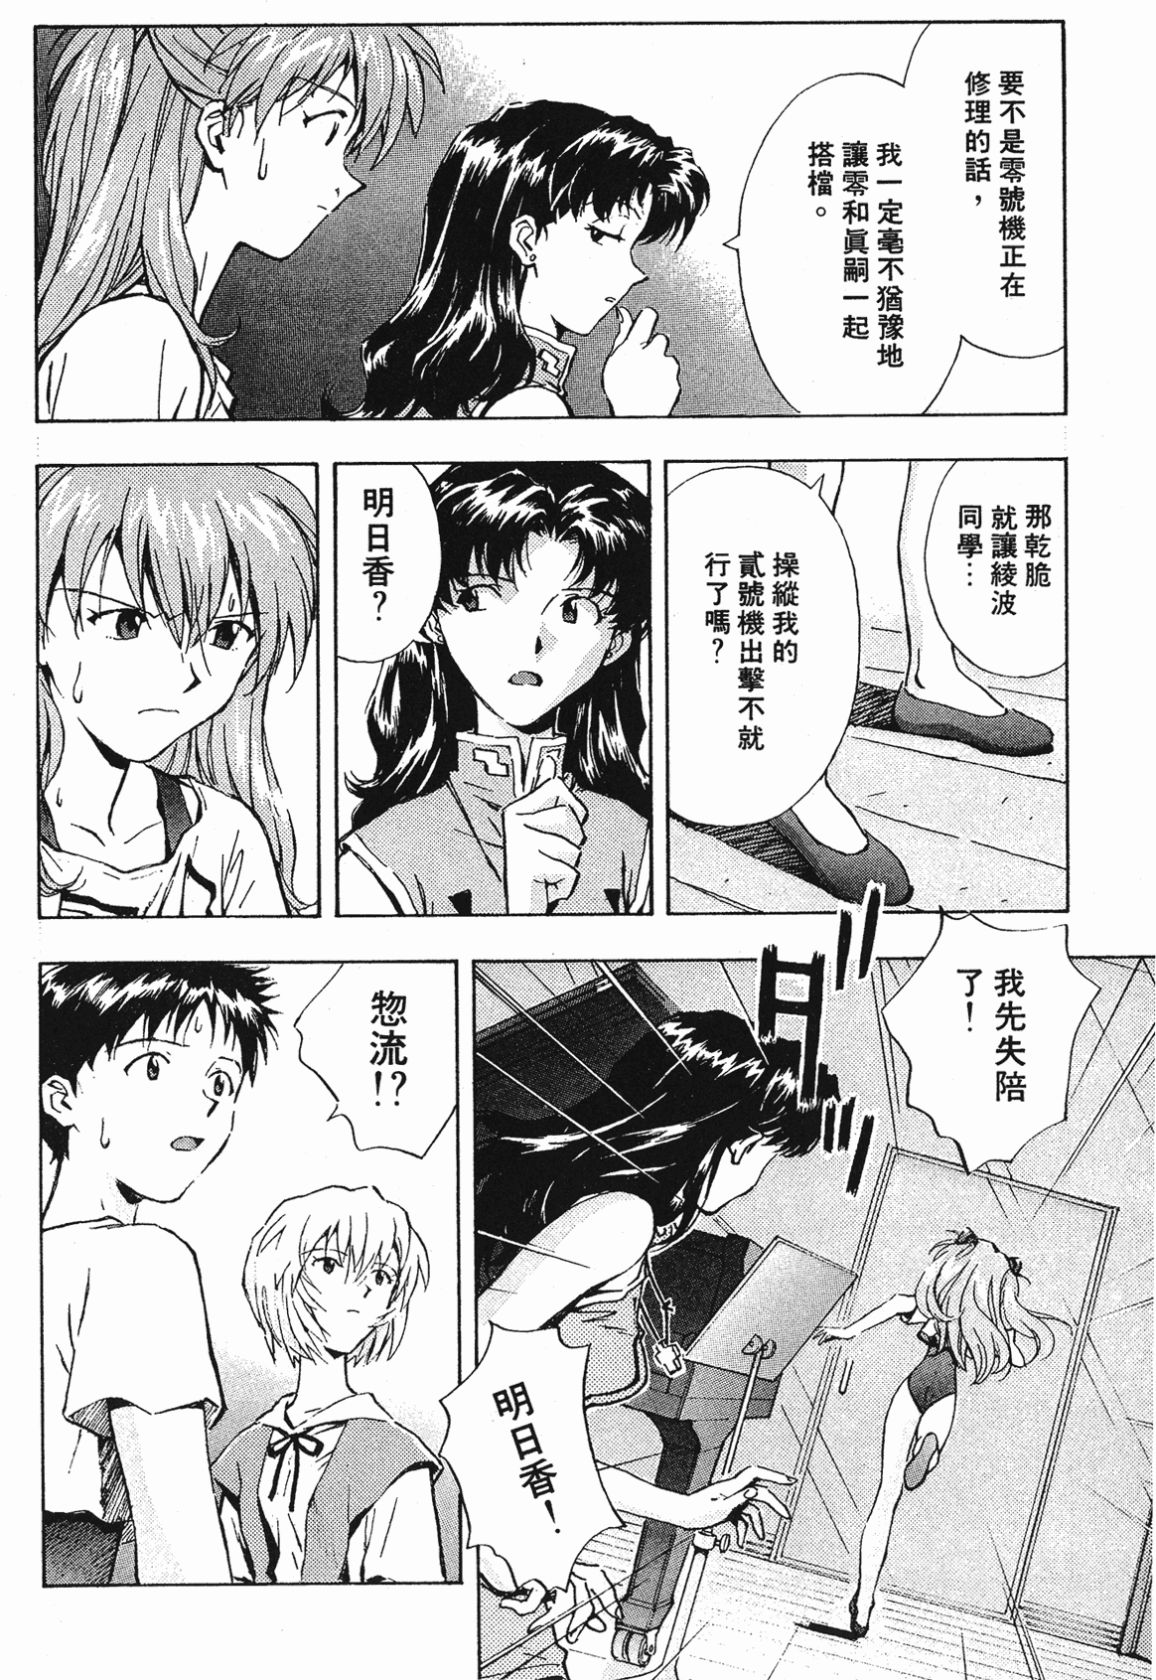 要不是零號機正在
修理的話，
我一定毫不猶豫地
讓零和眞嗣一起
搭檔。
那乾脆
就讓綾波
同學…
操縱我的
貳號機出擊不就
行了嗎？
明日香？
我先失陪
了！
明日香！
惣流！？